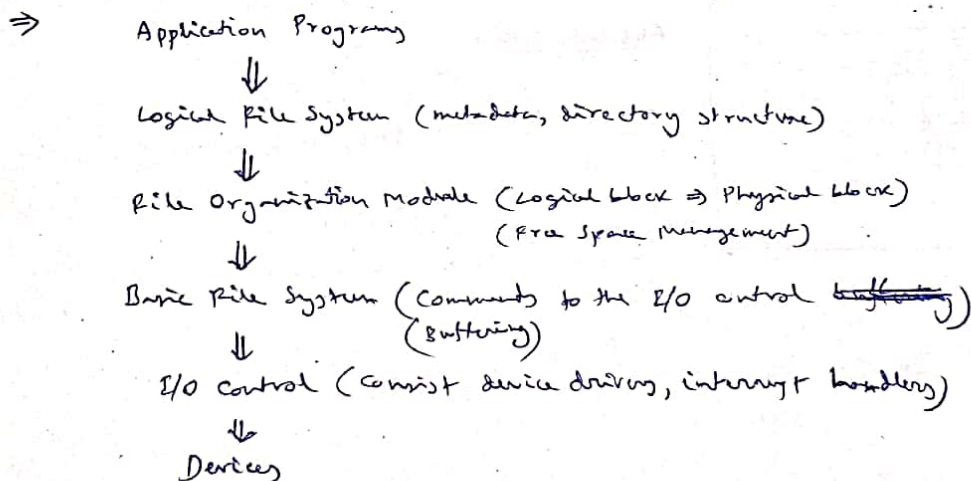 ⇒ Application Programs
⇓
Logical File System (metadata, directory structure)
⇓
File Organization Module (Logical block ⇒ Physical block)
(Free Space Management)
⇓
Basic File System (Commands to the I/O control)
(Buffering)
⇓
I/O control (consist device drivers, interrupt handlers)
⇓
Devices